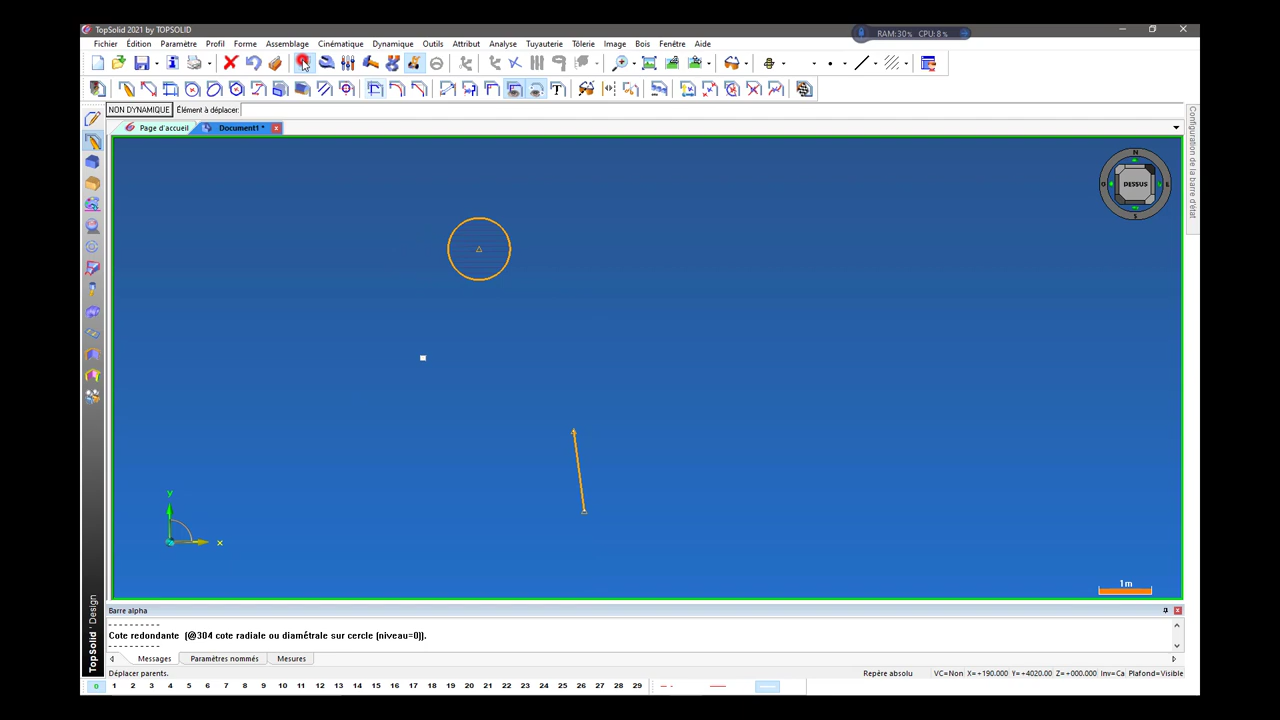 TopSolid 2021 by TOPSOLID
RAM: 30% CPU: 8%
Fichier Édition Paramètre Profil Forme Assemblage Cinématique Dynamique Outils Attribut Analyse Tuyauterie Tôlerie Image Bois Fenêtre Aide
NON DYNAMIQUE Élément à déplacer:
Page d'accueil Document1 *
Configuration de la barre d'état
N
O DESSUS E
S
y
x
1m
Barre alpha
----------
Cote redondante (@304 cote radiale ou diamétrale sur cercle (niveau=0)).
----------
Messages Paramètres nommés Mesures
TopSolid ' Design
Déplacer parents. Repère absolu VC=Non X=+190.000 Y=+4020.00 Z=+000.000 Inv=Ca Plafond=Visible
0 1 2 3 4 5 6 7 8 9 10 11 12 13 14 15 16 17 18 19 20 21 22 23 24 25 26 27 28 29